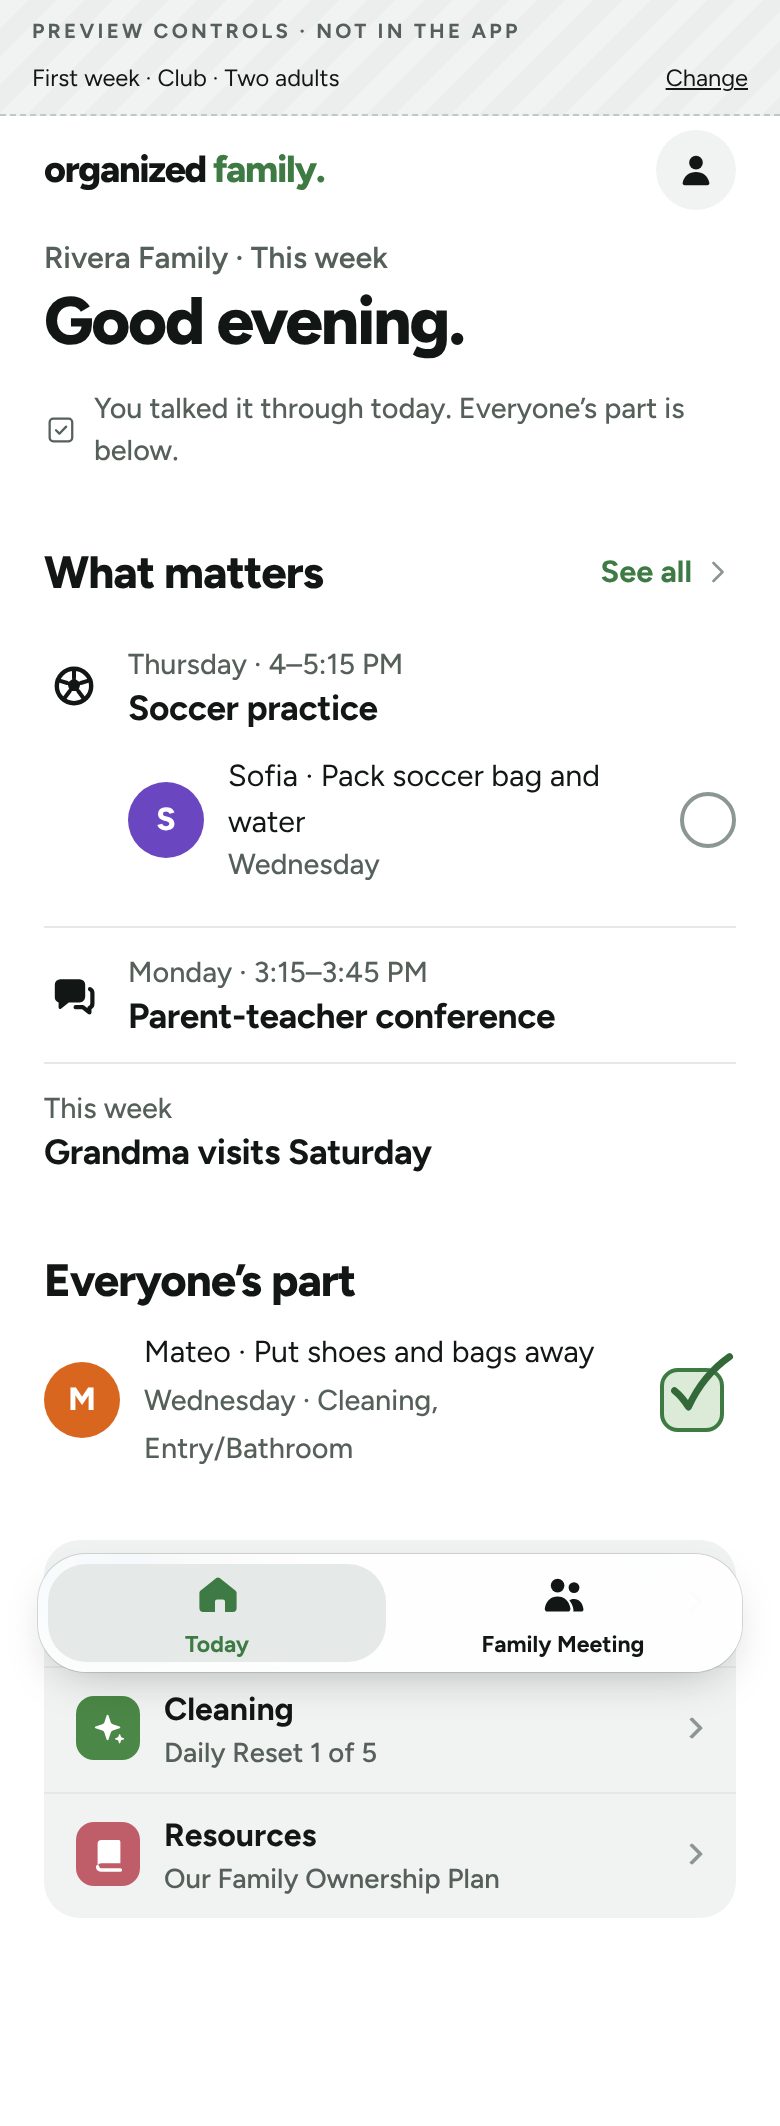 PREVIEW CONTROLS · NOT IN THE APP
First week · Club · Two adults
Change
organized family.
Rivera Family · This week
Good evening.
You talked it through today. Everyone’s part is
below.
What matters
See all
Thursday · 4–5:15 PM
Soccer practice
S
Sofia · Pack soccer bag and
water
Wednesday
Monday · 3:15–3:45 PM
Parent-teacher conference
This week
Grandma visits Saturday
Everyone’s part
M
Mateo · Put shoes and bags away
Wednesday · Cleaning,
Entry/Bathroom
Today
Family Meeting
Cleaning
Daily Reset 1 of 5
Resources
Our Family Ownership Plan